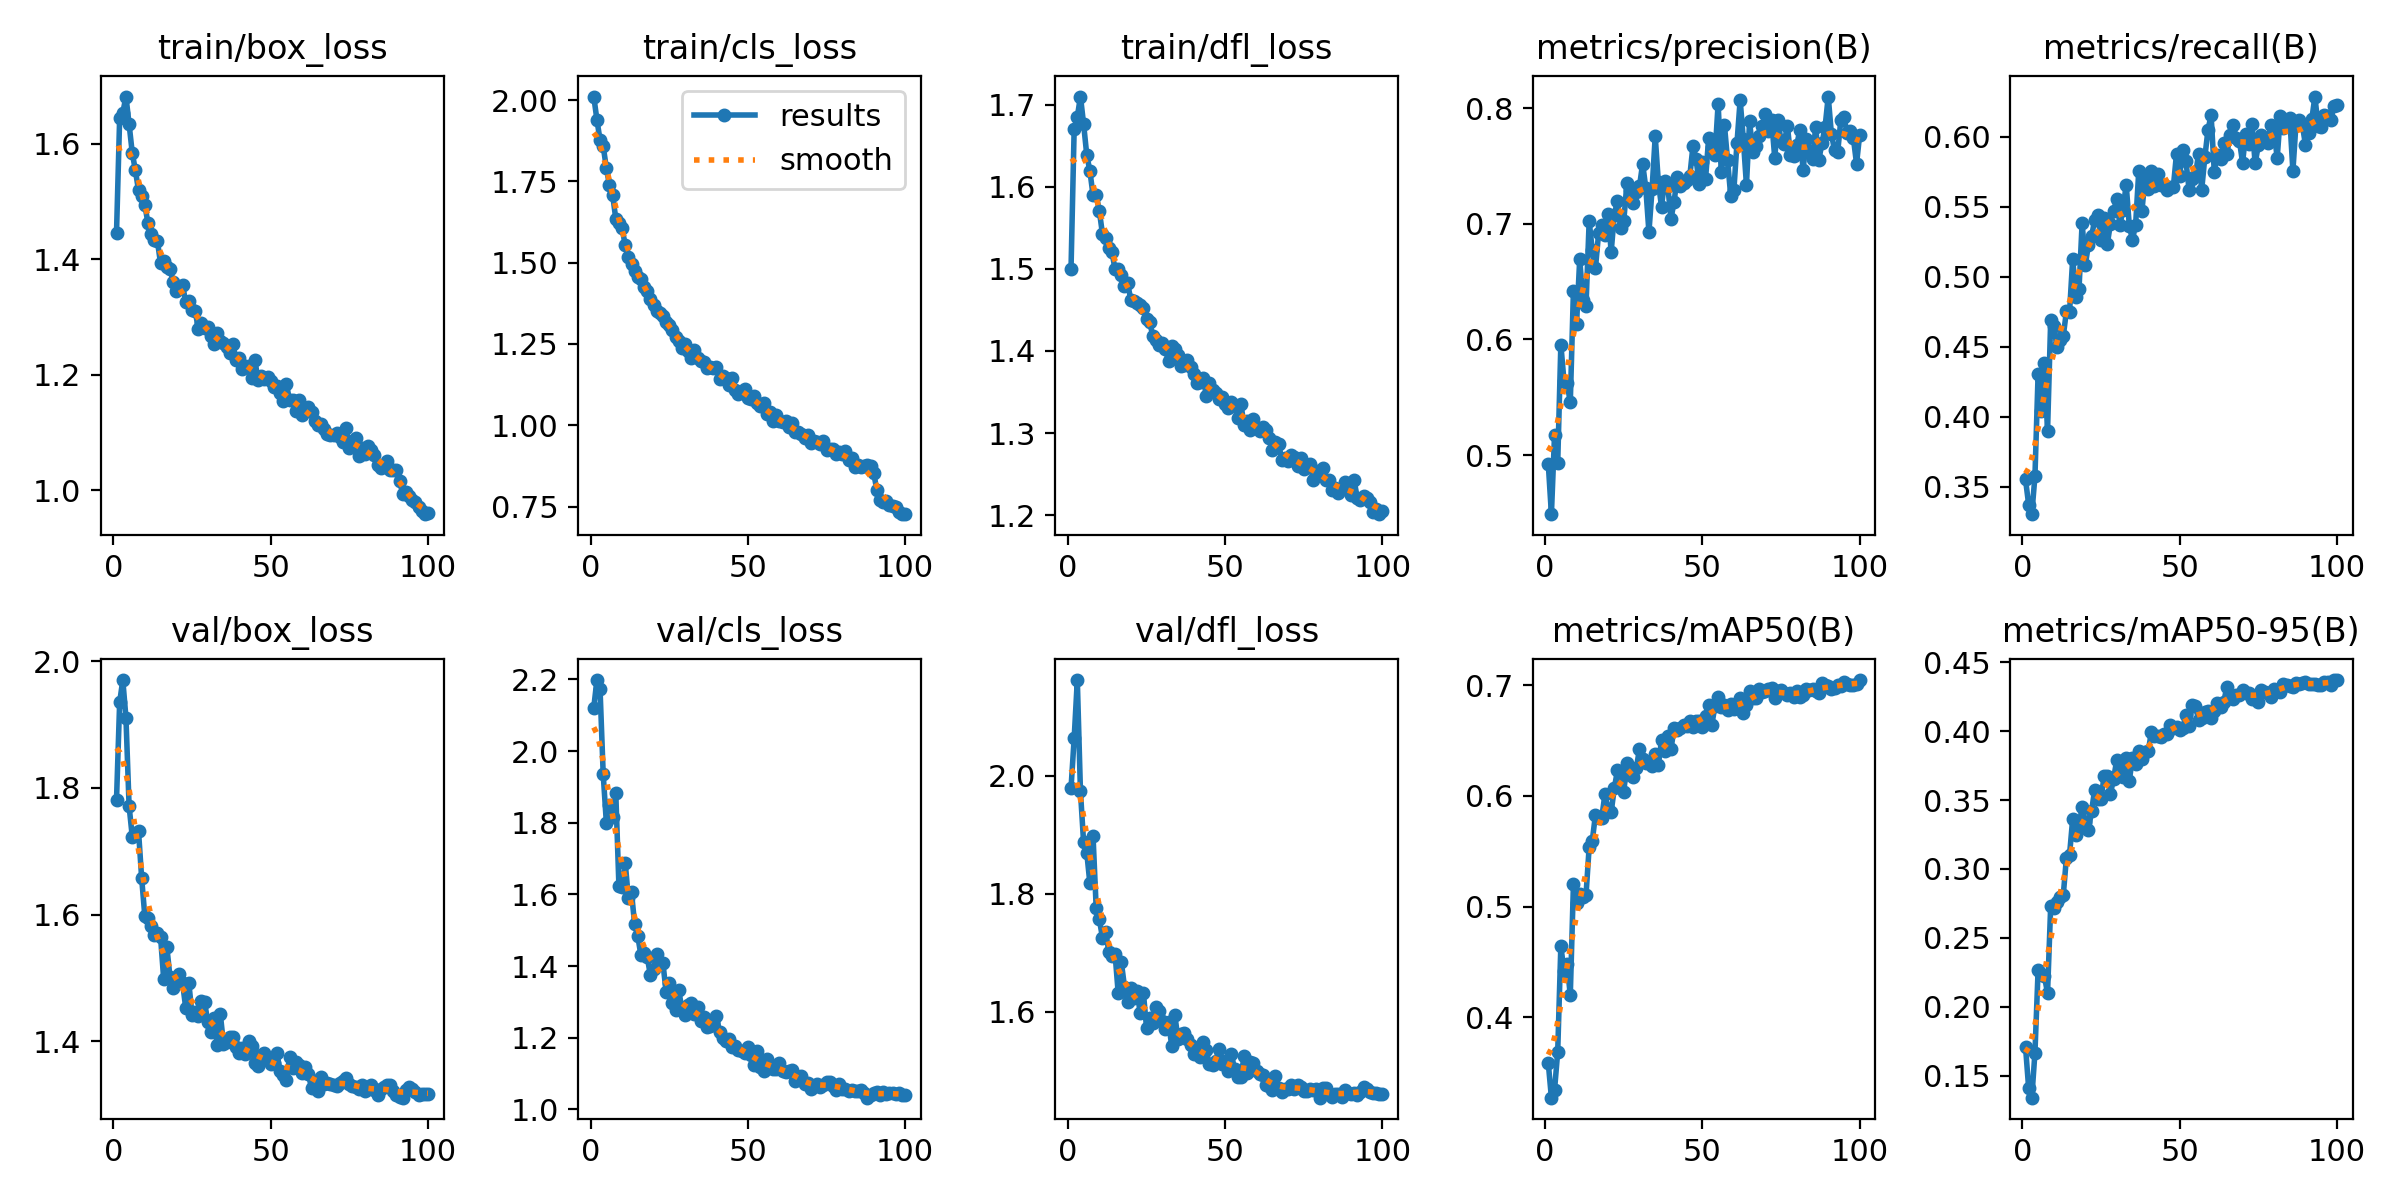 train/box_loss
1.6
1.4
1.2
1.0
0 50 100
train/cls_loss
results
smooth
2.00
1.75
1.50
1.25
1.00
0.75
0 50 100
train/dfl_loss
1.7
1.6
1.5
1.4
1.3
1.2
0 50 100
metrics/precision(B)
0.8
0.7
0.6
0.5
0 50 100
metrics/recall(B)
0.60
0.55
0.50
0.45
0.40
0.35
0 50 100
val/box_loss
2.0
1.8
1.6
1.4
0 50 100
val/cls_loss
2.2
2.0
1.8
1.6
1.4
1.2
1.0
0 50 100
val/dfl_loss
2.0
1.8
1.6
0 50 100
metrics/mAP50(B)
0.7
0.6
0.5
0.4
0 50 100
metrics/mAP50-95(B)
0.45
0.40
0.35
0.30
0.25
0.20
0.15
0 50 100